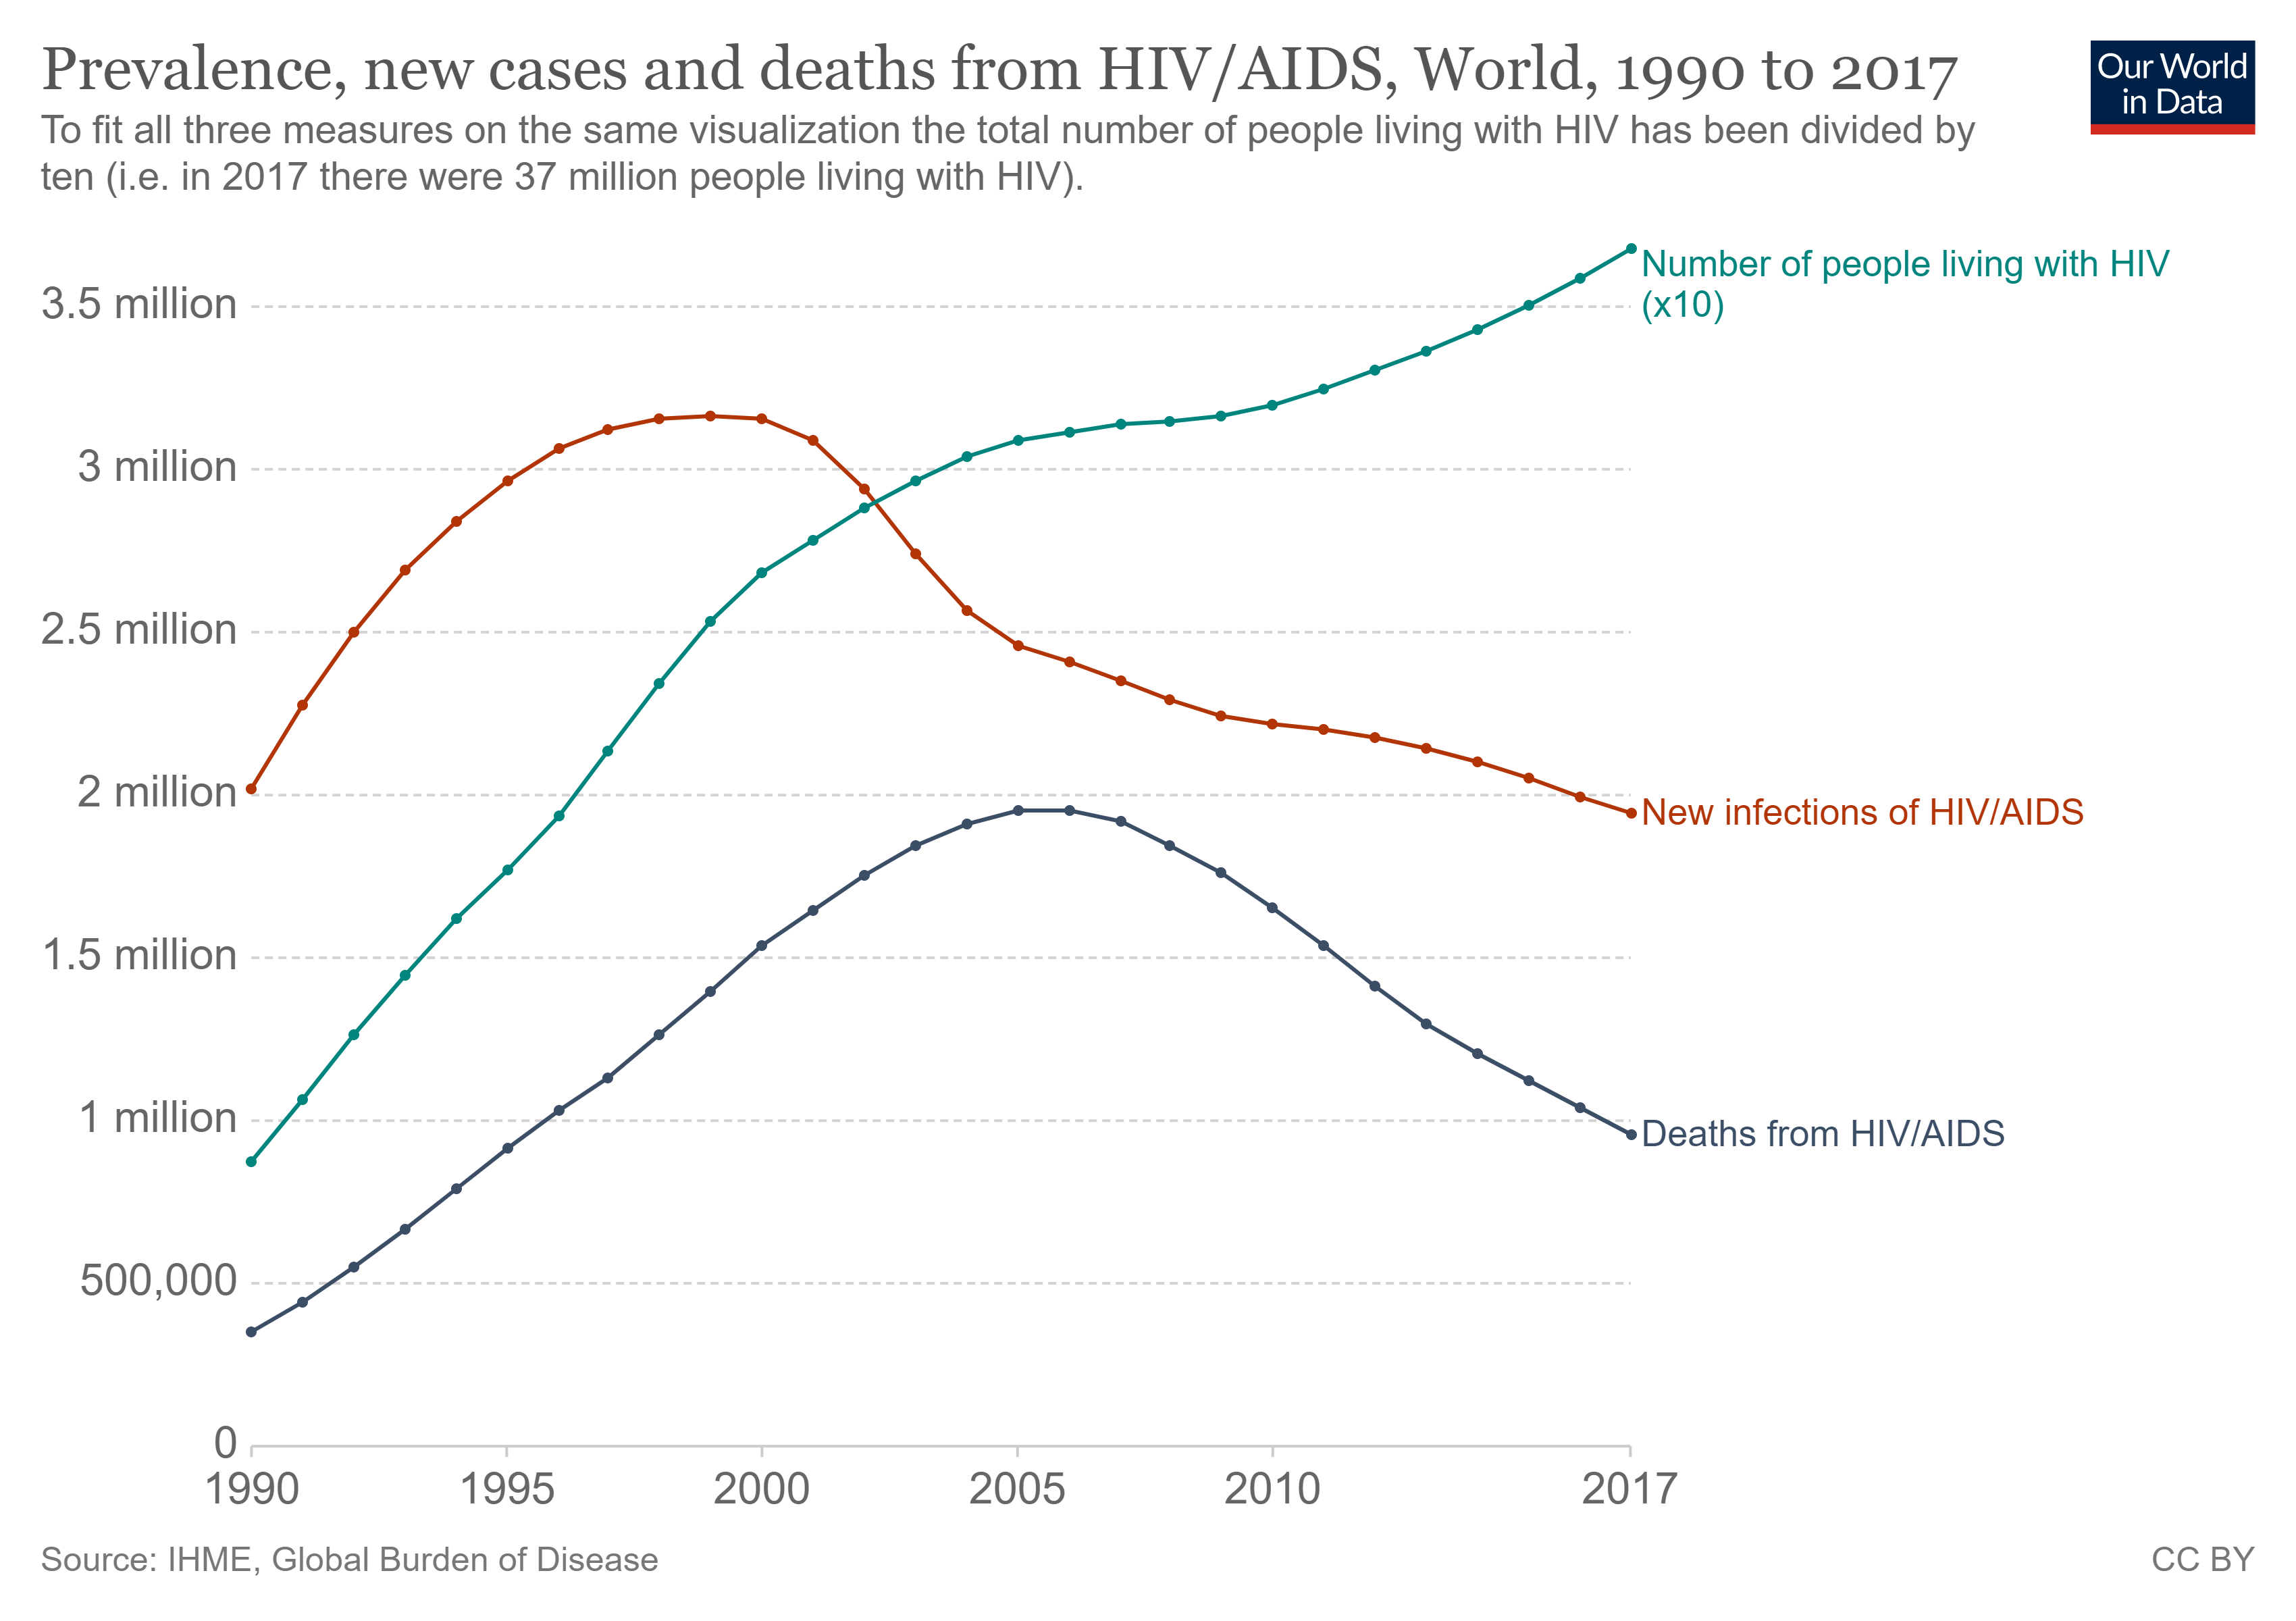 Prevalence, new cases and deaths from HIV/AIDS, World, 1990 to 2017
Our World
in Data
To fit all three measures on the same visualization the total number of people living with HIV has been divided by
ten (i.e. in 2017 there were 37 million people living with HIV).
Number of people living with HIV
(x10)
3.5 million
3 million
2.5 million
2 million
New infections of HIV/AIDS
1.5 million
1 million
Deaths from HIV/AIDS
500,000
0
1990 1995 2000 2005 2010 2017
Source: IHME, Global Burden of Disease
CC BY